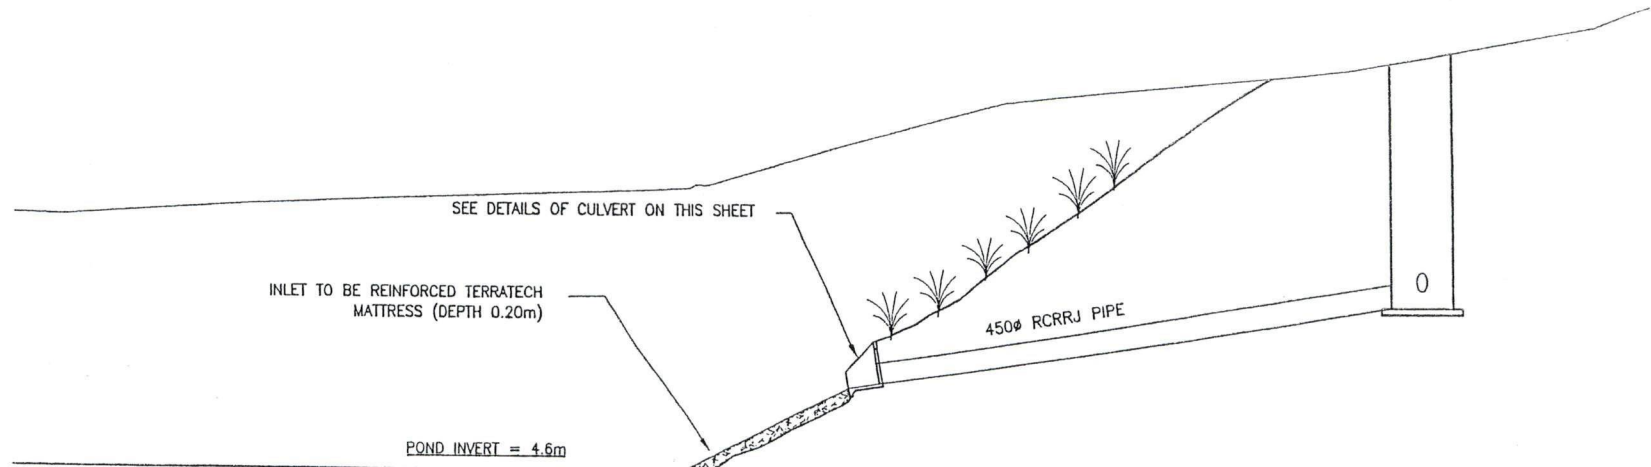 SEE DETAILS OF CULVERT ON THIS SHEET
INLET TO BE REINFORCED TERRATECH
MATTRESS (DEPTH 0.20m)
450ø RCRRJ PIPE
POND INVERT = 4.6m